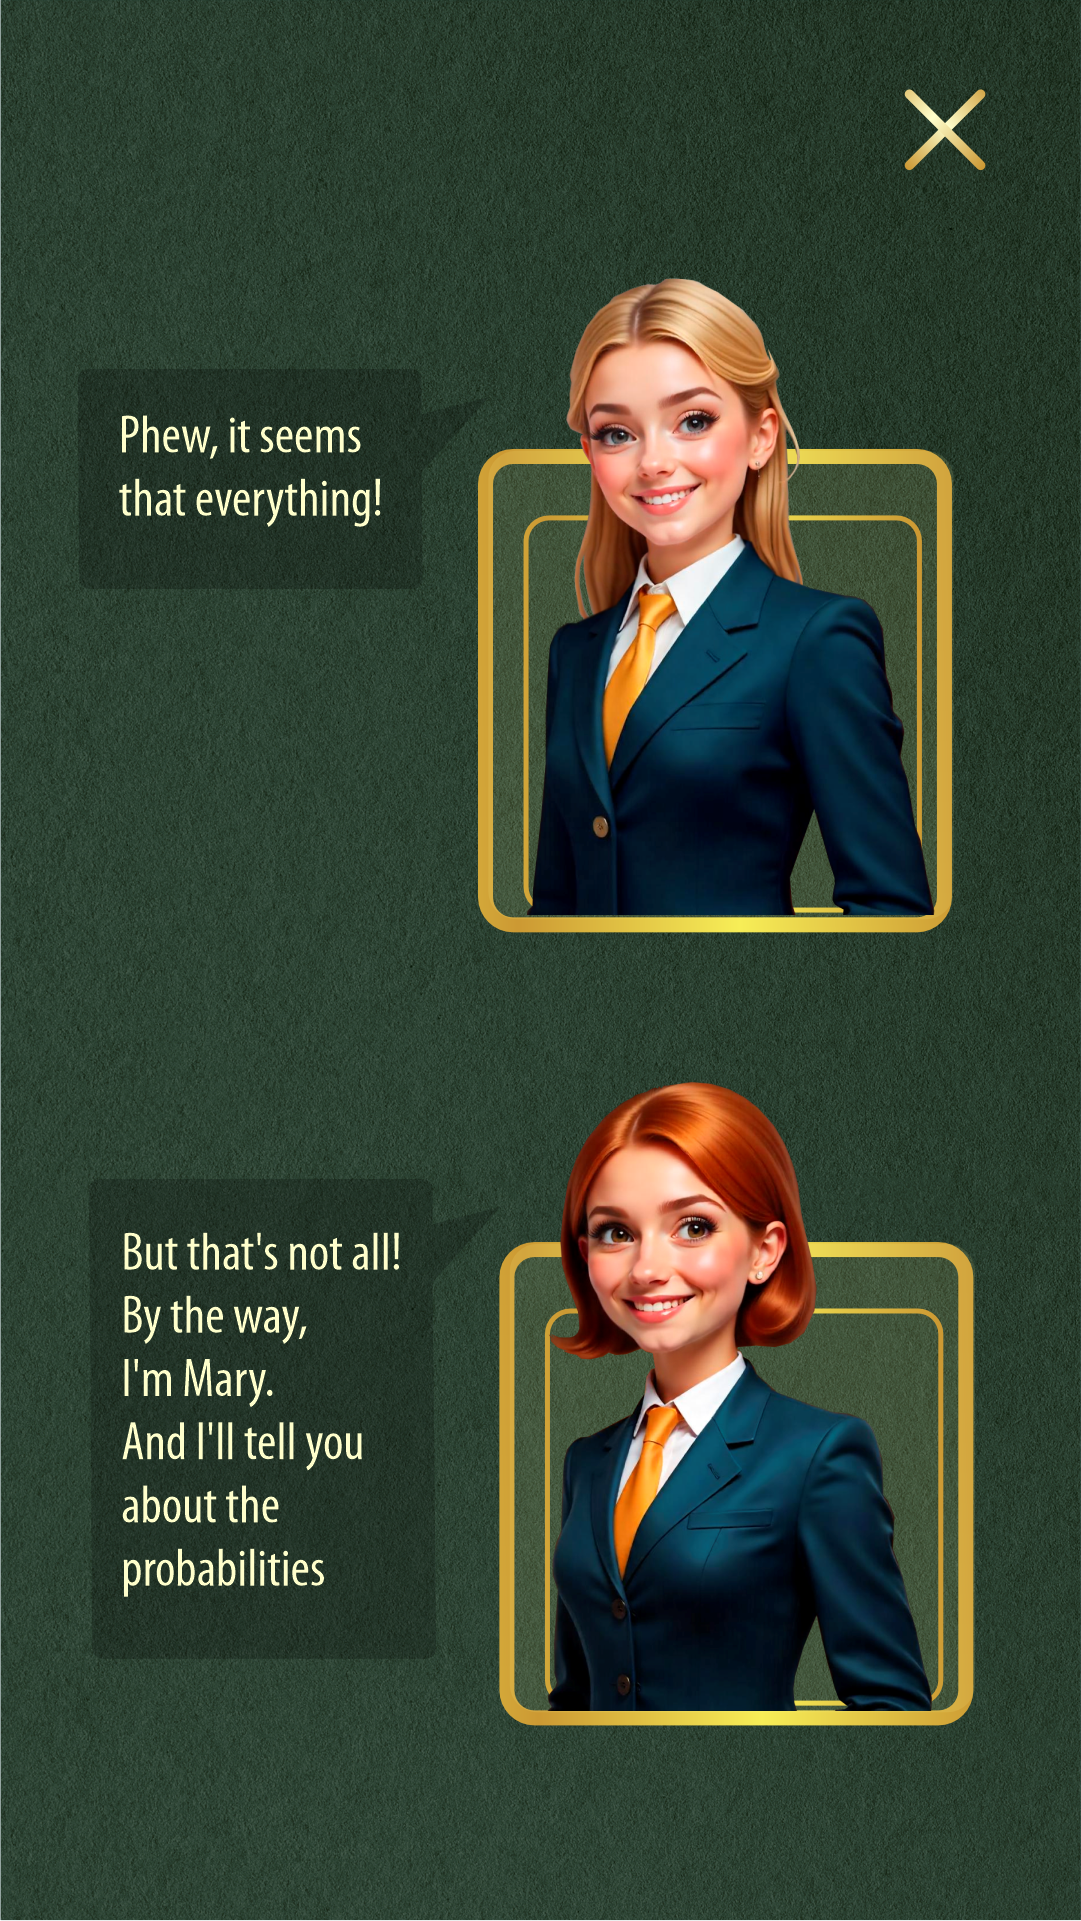 Phew, it seems
that everything!
But that's not all!
By the way,
I'm Mary.
And I'll tell you
about the
probabilities